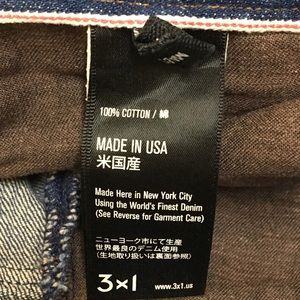 100% COTTON / 綿
MADE IN USA
米国産
Made Here in New York City
Using the World's Finest Denim
(See Reverse for Garment Care)
ニューヨーク市にて生産
世界最良のデニム使用
(生地取り扱いは裏面参照)
3×1 www.3x1.us